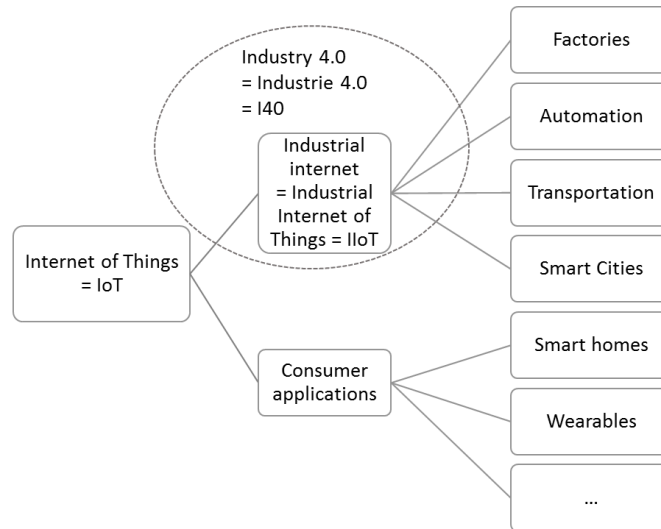 Industry 4.0
= Industrie 4.0
= I40
Industrial
internet
= Industrial
Internet of
Things = IIoT
Internet of Things
= IoT
Consumer
applications
Factories
Automation
Transportation
Smart Cities
Smart homes
Wearables
...